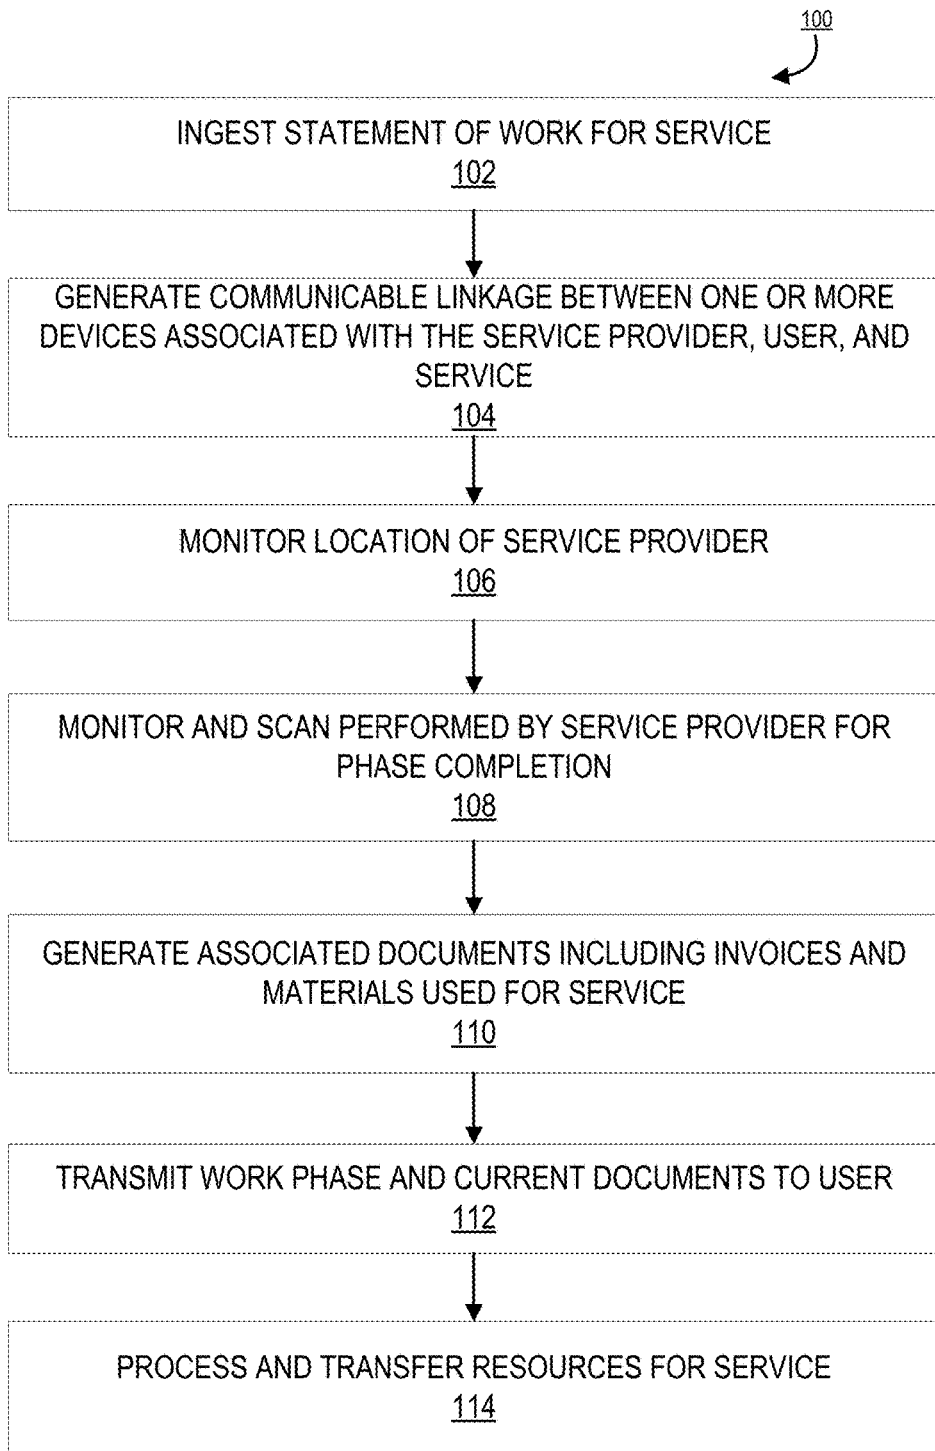 100
INGEST STATEMENT OF WORK FOR SERVICE
102
GENERATE COMMUNICABLE LINKAGE BETWEEN ONE OR MORE
DEVICES ASSOCIATED WITH THE SERVICE PROVIDER, USER, AND
SERVICE
104
MONITOR LOCATION OF SERVICE PROVIDER
106
MONITOR AND SCAN PERFORMED BY SERVICE PROVIDER FOR
PHASE COMPLETION
108
GENERATE ASSOCIATED DOCUMENTS INCLUDING INVOICES AND
MATERIALS USED FOR SERVICE
110
TRANSMIT WORK PHASE AND CURRENT DOCUMENTS TO USER
112
PROCESS AND TRANSFER RESOURCES FOR SERVICE
114